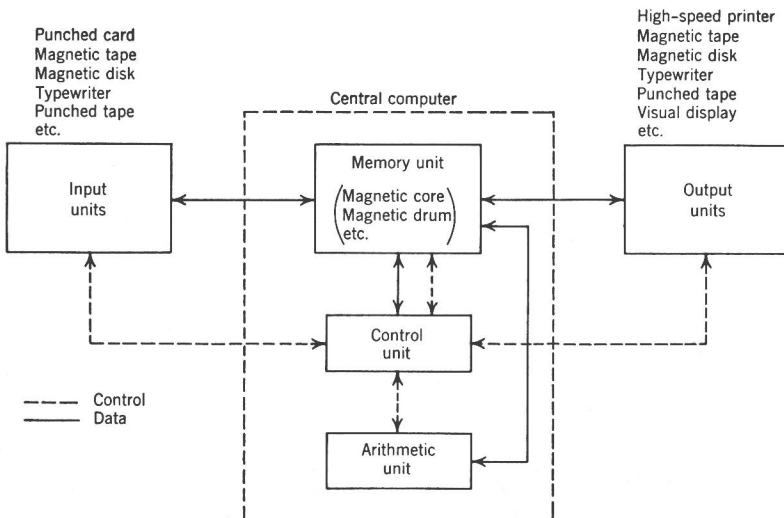 Punched card
Magnetic tape
Magnetic disk
Typewriter
Punched tape
etc.
High-speed printer
Magnetic tape
Magnetic disk
Typewriter
Punched tape
Visual display
etc.
Central computer
Input
units
Memory unit
(Magnetic core
Magnetic drum
etc.)
Output
units
Control
unit
Control
Data
Arithmetic
unit